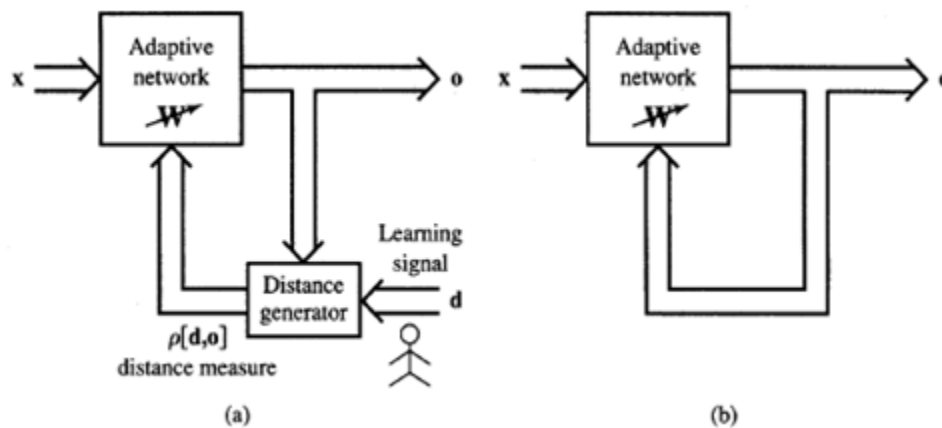 Adaptive
network
x
W
o
Learning
signal
Distance
generator
d
ρ[d,o]
distance measure
(a)
Adaptive
network
x
W
(b)